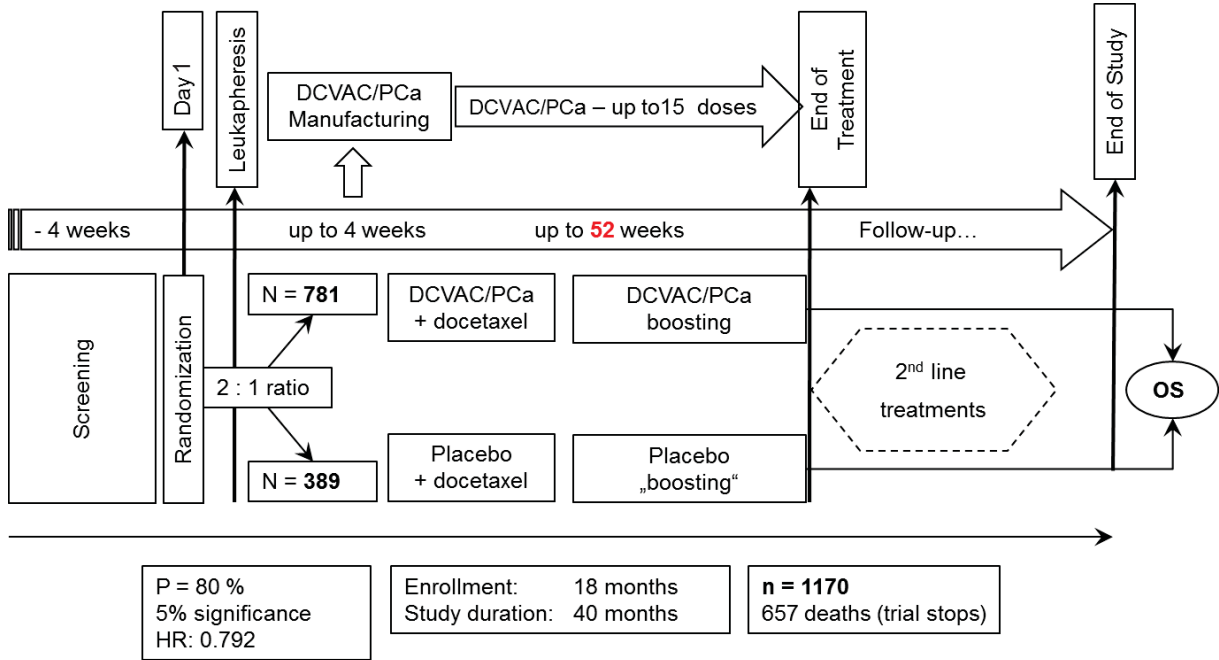 Day 1
Leukapheresis
DCVAC/PCa
Manufacturing
DCVAC/PCa – up to15 doses
End of
Treatment
End of Study
- 4 weeks
up to 4 weeks
up to 52 weeks
Follow-up…
Screening
Randomization
N = 781
2 : 1 ratio
N = 389
DCVAC/PCa
+ docetaxel
DCVAC/PCa
boosting
Placebo
+ docetaxel
Placebo
„boosting“
2nd line
treatments
OS
P = 80 %
5% significance
HR: 0.792
Enrollment: 18 months
Study duration: 40 months
n = 1170
657 deaths (trial stops)